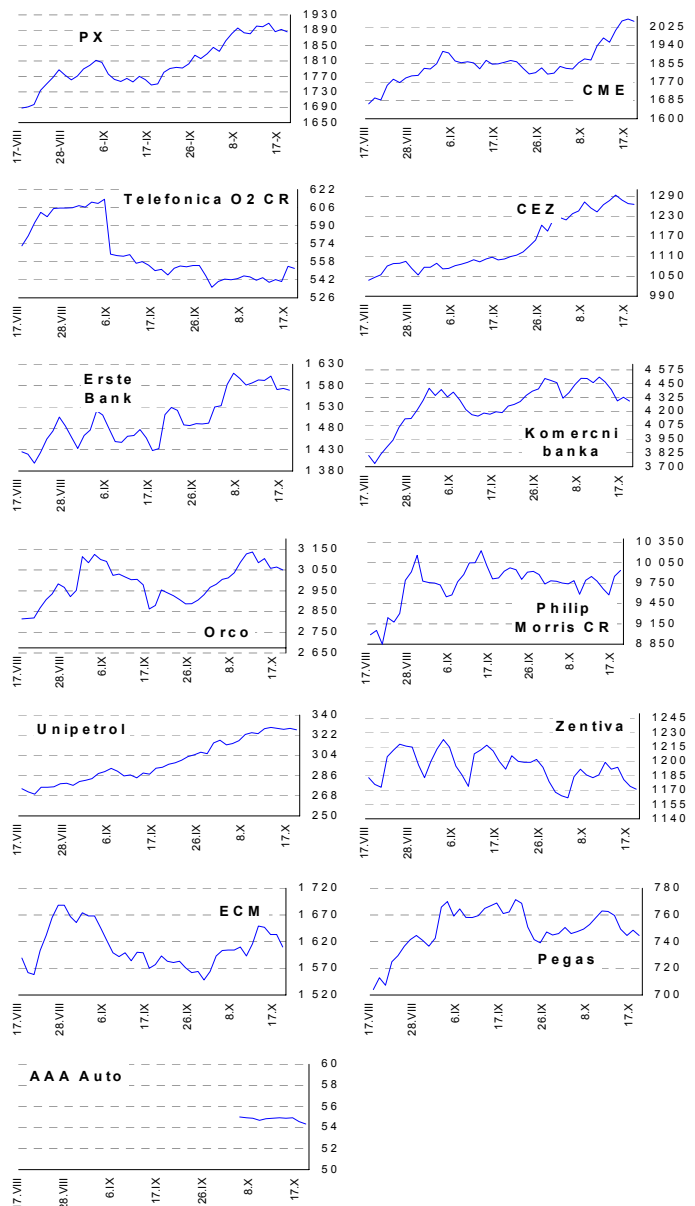 PX
1930
1890
1850
1810
1770
1730
1690
1650
17-VIII
28-VIII
6-IX
17-IX
26-IX
8-X
17-X
CME
2025
1940
1855
1770
1685
1600
17.VIII
28.VIII
6.IX
17.IX
26.IX
8.X
17.X
Telefonica O2 CR
622
606
590
574
558
542
526
17.VIII
28.VIII
6.IX
17.IX
26.IX
8.X
17.X
CEZ
1290
1230
1170
1110
1050
990
17.VIII
28.VIII
6.IX
17.IX
26.IX
8.X
17.X
Erste
Bank
1 630
1 580
1 530
1 480
1 430
1 380
17.VIII
28.VIII
6.IX
17.IX
26.IX
8.X
17.X
Komercni
banka
4 575
4 450
4 325
4 200
4 075
3 950
3 825
3 700
17.VIII
28.VIII
6.IX
17.IX
26.IX
8.X
17.X
Orco
3 150
3 050
2 950
2 850
2 750
2 650
17.VIII
28.VIII
6.IX
17.IX
26.IX
8.X
17.X
Philip
Morris CR
10 350
10 050
9 750
9 450
9 150
8 850
17.VIII
28.VIII
6.IX
17.IX
26.IX
8.X
17.X
Unipetrol
340
322
304
286
268
250
17.VIII
28.VIII
6.IX
17.IX
26.IX
8.X
17.X
Zentiva
1245
1230
1215
1200
1185
1170
1155
1140
17.VIII
28.VIII
6.IX
17.IX
26.IX
8.X
17.X
ECM
1 720
1 670
1 620
1 570
1 520
17.VIII
28.VIII
6.IX
17.IX
26.IX
8.X
17.X
Pegas
780
760
740
720
700
17.VIII
28.VIII
6.IX
17.IX
26.IX
8.X
17.X
AAA Auto
60
58
56
54
52
50
17.VIII
28.VIII
6.IX
17.IX
26.IX
8.X
17.X